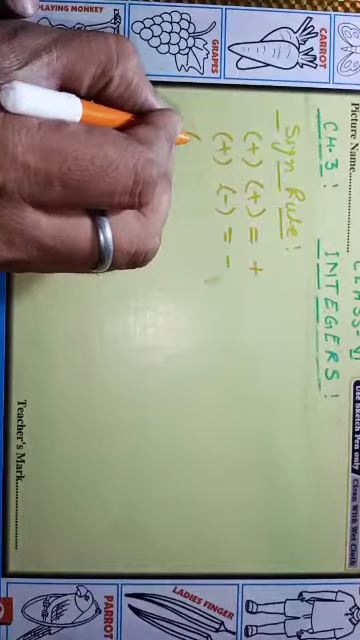 PLAYING MONKEY
GRAPES
CARROT
Picture Name..................
CLASS-VI
CH.3! INTEGERS!
Sign Rule!
(+) (+) = +
(+) (-) = -
(
Use Sketch Pen only
Clean With Wet Cloth
Teacher's Mark..................
PARROT
LADIES FINGER